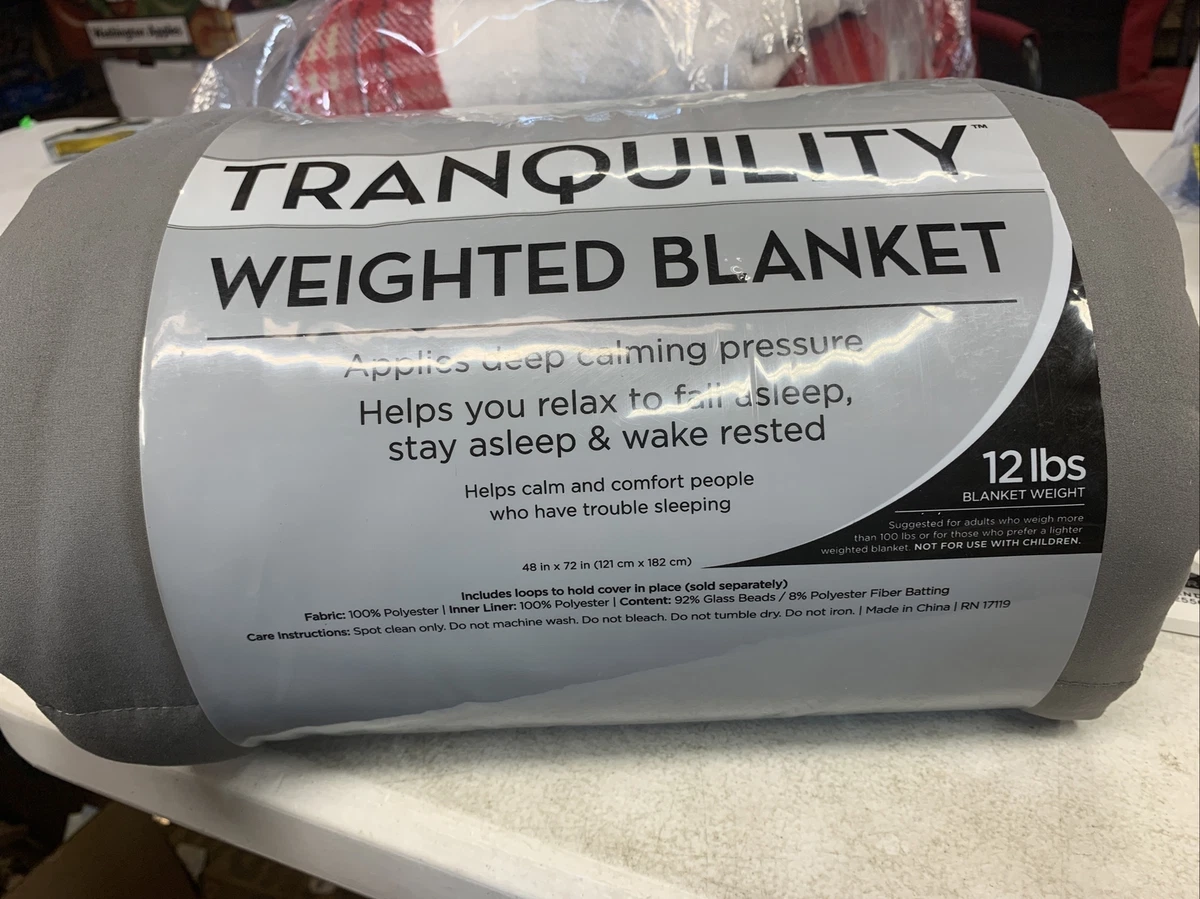 Washington Apples
TRANQUILITY™
WEIGHTED BLANKET
Applies deep calming pressure
Helps you relax to fall asleep,
stay asleep & wake rested
Helps calm and comfort people
who have trouble sleeping
12 lbs
BLANKET WEIGHT
Suggested for adults who weigh more
than 100 lbs or for those who prefer a lighter
weighted blanket. NOT FOR USE WITH CHILDREN.
48 in x 72 in (121 cm x 182 cm)
Includes loops to hold cover in place (sold separately)
Fabric: 100% Polyester | Inner Liner: 100% Polyester | Content: 92% Glass Beads / 8% Polyester Fiber Batting
Care Instructions: Spot clean only. Do not machine wash. Do not bleach. Do not tumble dry. Do not iron. | Made in China | RN 17119